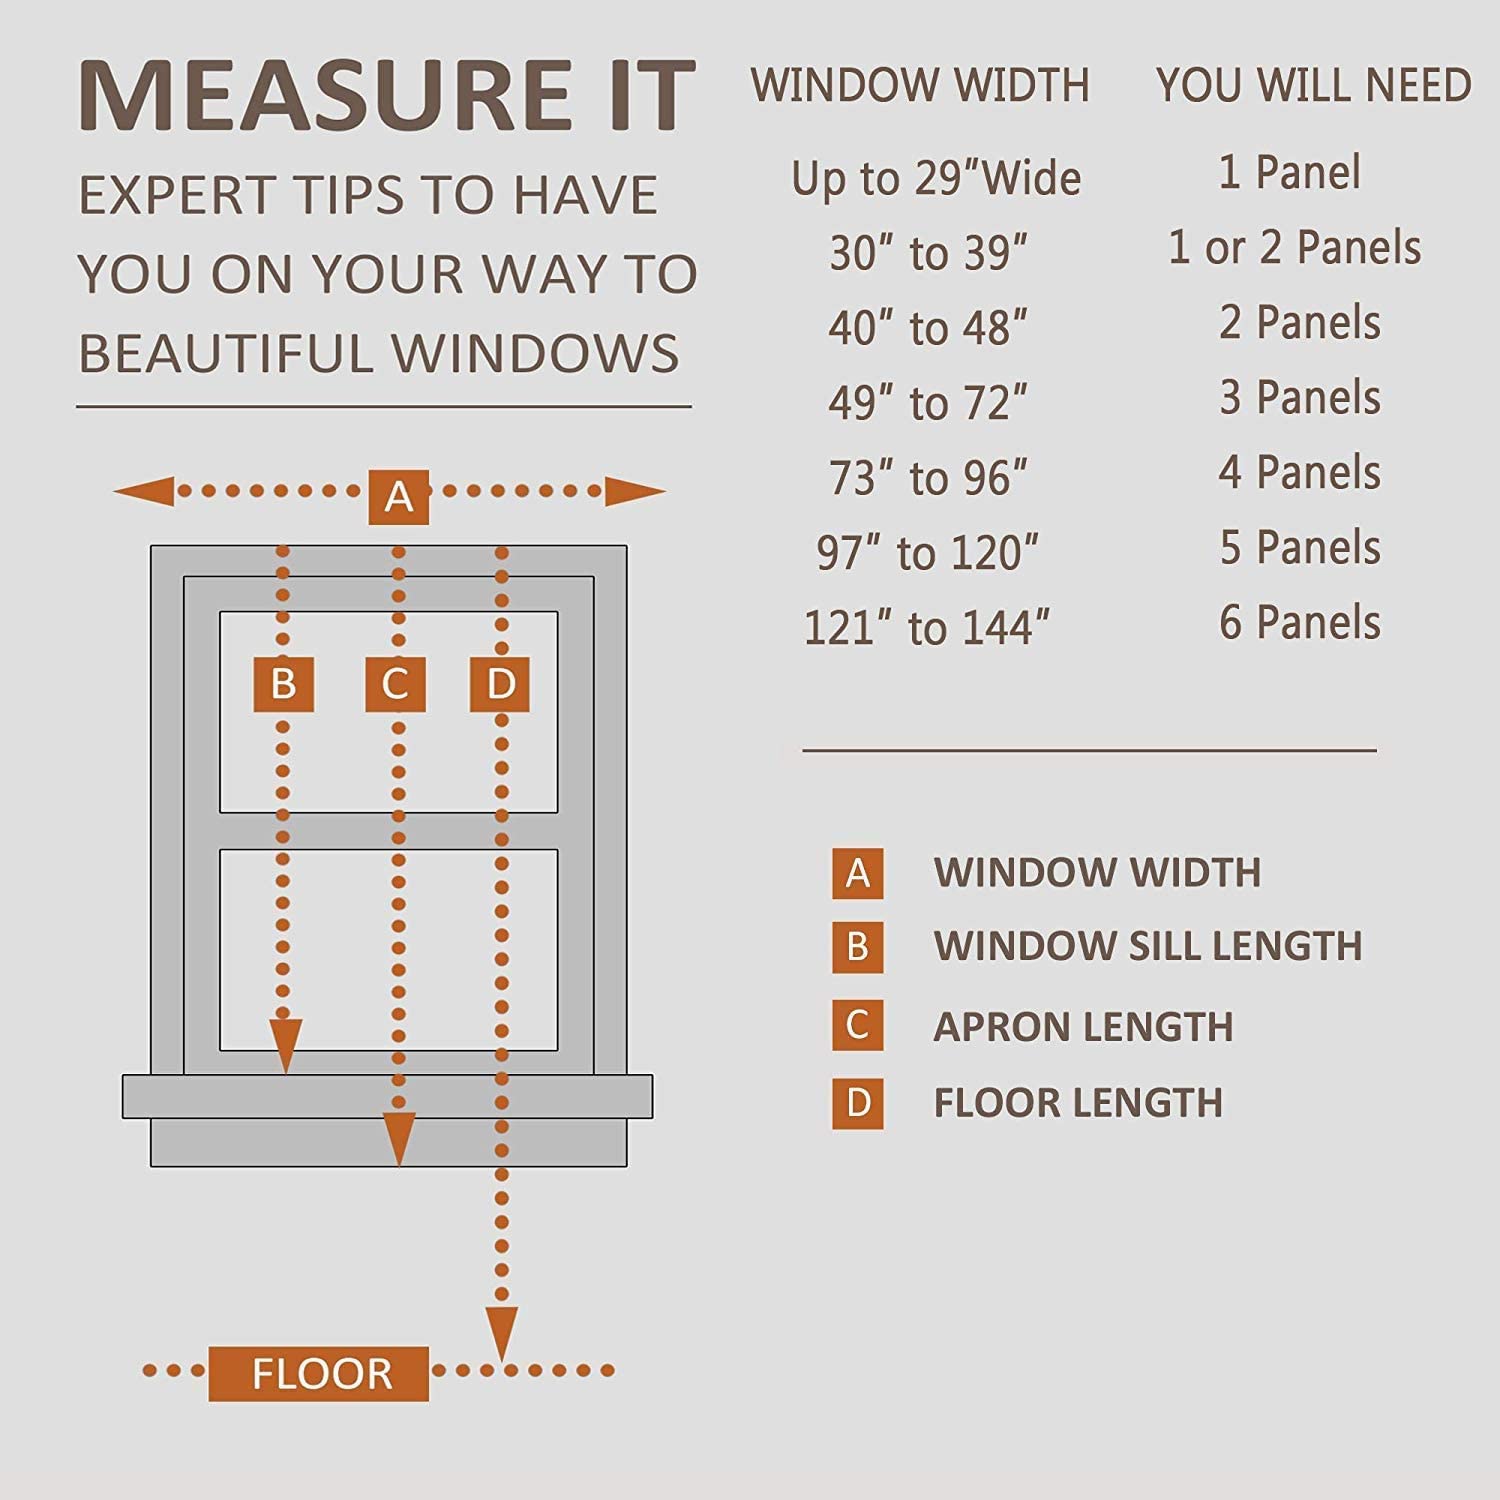 MEASURE IT
EXPERT TIPS TO HAVE
YOU ON YOUR WAY TO
BEAUTIFUL WINDOWS
A
B C D
FLOOR
WINDOW WIDTH YOU WILL NEED
Up to 29"Wide 1 Panel
30" to 39" 1 or 2 Panels
40" to 48" 2 Panels
49" to 72" 3 Panels
73" to 96" 4 Panels
97" to 120" 5 Panels
121" to 144" 6 Panels
A WINDOW WIDTH
B WINDOW SILL LENGTH
C APRON LENGTH
D FLOOR LENGTH